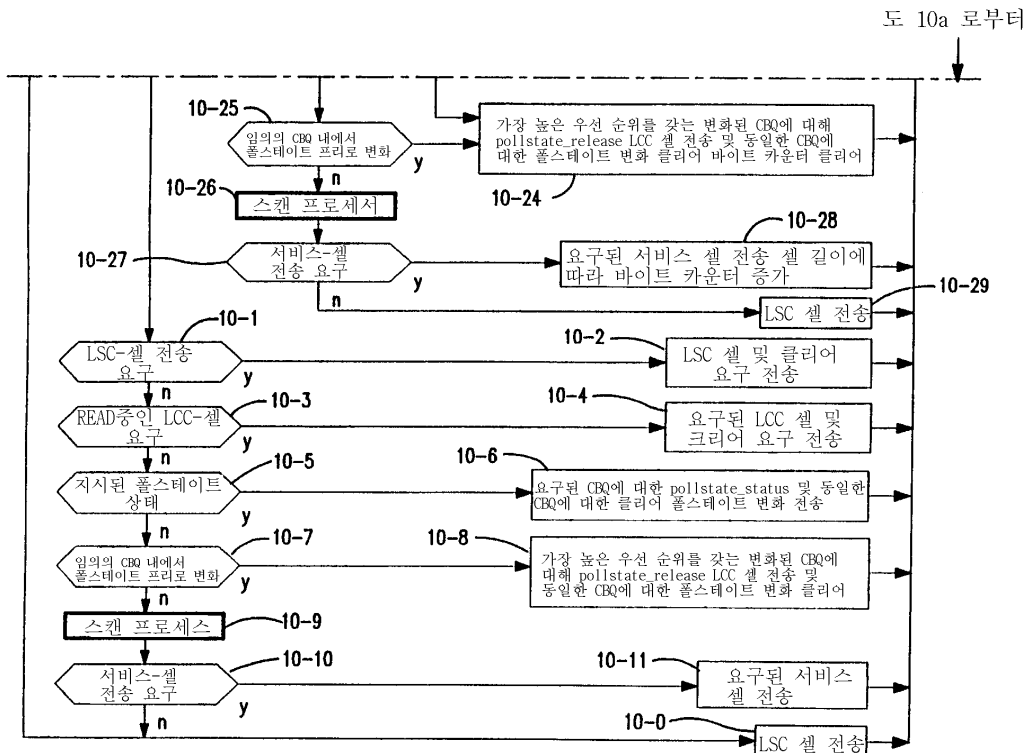 도 10a 로부터
10-25
임의의 CBQ 내에서
폴스테이트 프리로 변화
y
n
가장 높은 우선 순위를 갖는 변화된 CBQ에 대해
pollstate_release LCC 셀 전송 및 동일한 CBQ에
대한 폴스테이트 변화 클리어 바이트 카운터 클리어
10-24
10-26
스캔 프로세서
10-27
서비스-셀
전송 요구
y
n
10-28
요구된 서비스 셀 전송 셀 길이에
따라 바이트 카운터 증가
10-29
LSC 셀 전송
10-1
LSC-셀 전송
요구
y
n
10-2
LSC 셀 및 클리어
요구 전송
10-3
READ중인 LCC-셀
요구
y
n
10-4
요구된 LCC 셀 및
크리어 요구 전송
10-5
지시된 폴스테이트
상태
y
n
10-6
요구된 CBQ에 대한 pollstate_status 및 동일한
CBQ에 대한 클리어 폴스테이트 변화 전송
10-7
임의의 CBQ 내에서
폴스테이트 프리로 변화
y
n
10-8
가장 높은 우선 순위를 갖는 변화된 CBQ에
대해 pollstate_release LCC 셀 전송 및
동일한 CBQ에 대한 폴스테이트 변화 클리어
스캔 프로세스
10-9
10-10
서비스-셀
전송 요구
y
n
10-11
요구된 서비스
셀 전송
10-0
LSC 셀 전송